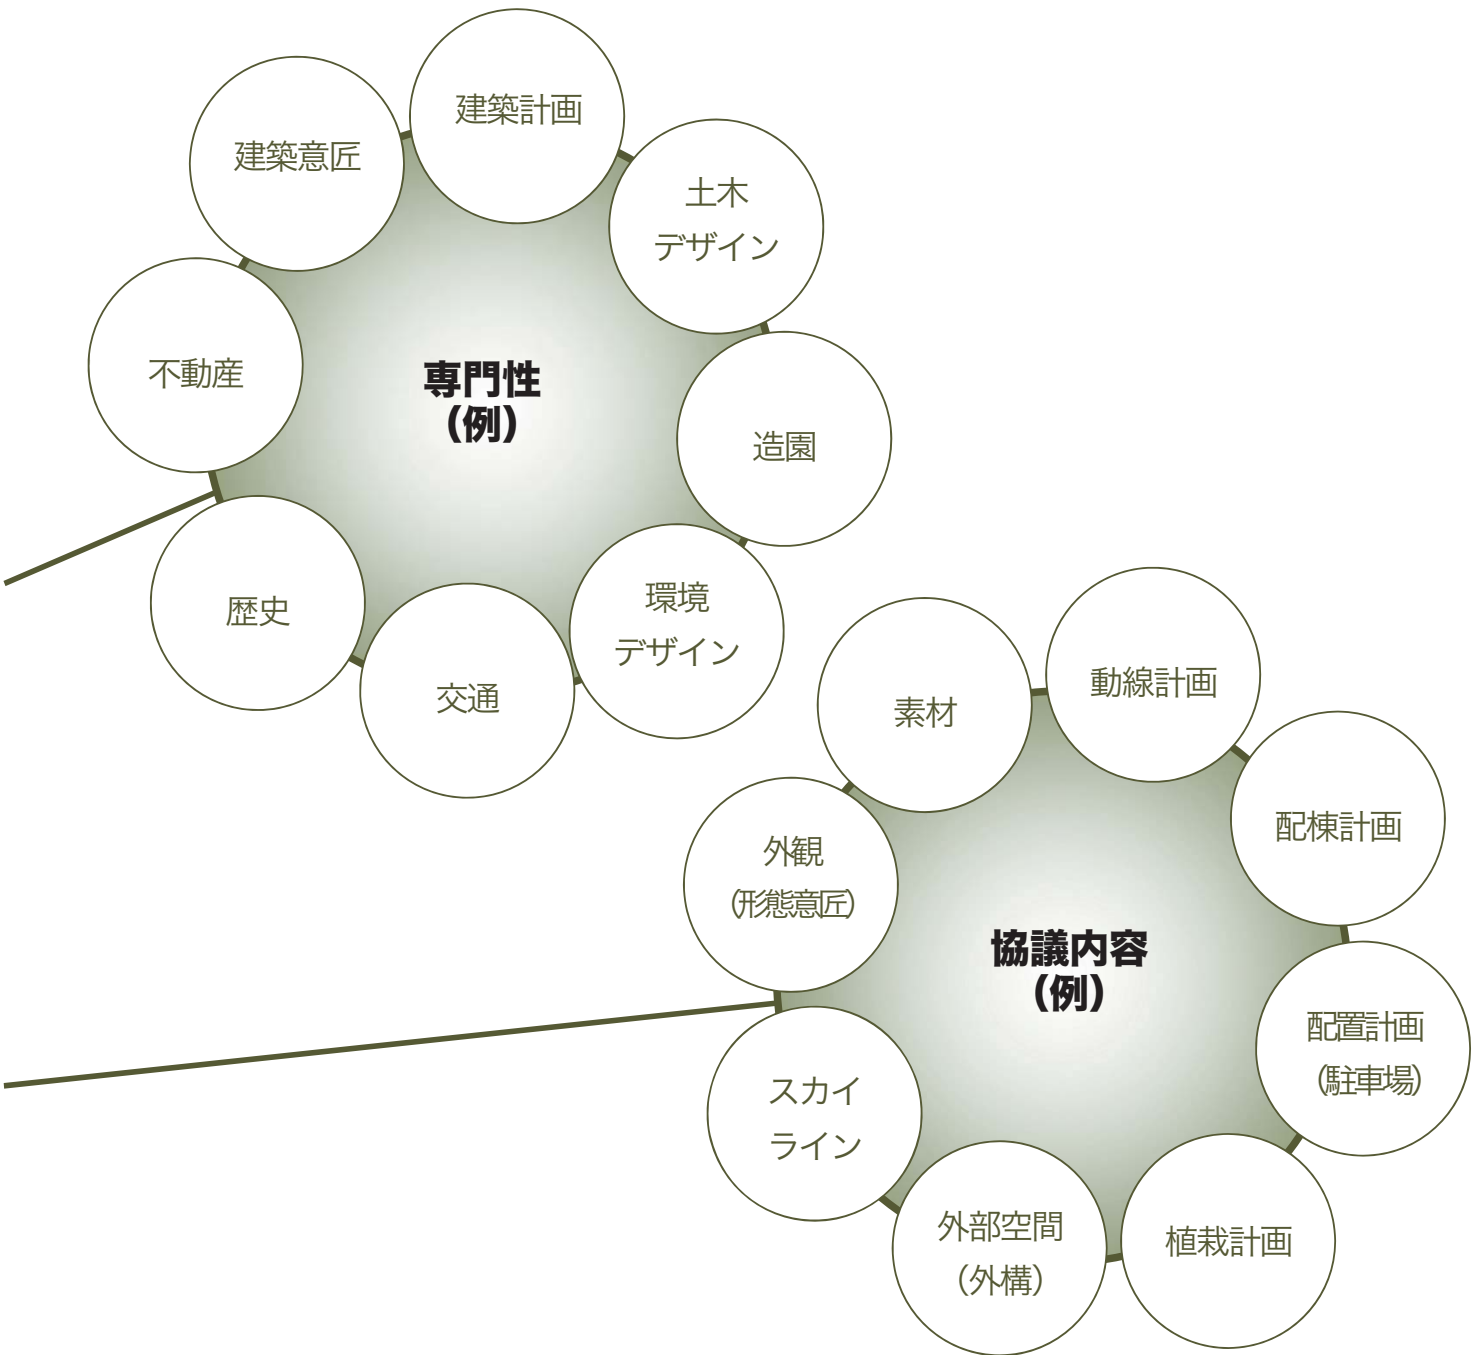 建築計画
建築意匠
土木
デザイン
不動産
専門性
（例）
造園
歴史
環境
デザイン
交通
素材
動線計画
配棟計画
外観
（形態意匠）
協議内容
（例）
配置計画
（駐車場）
スカイ
ライン
外部空間
（外構）
植栽計画